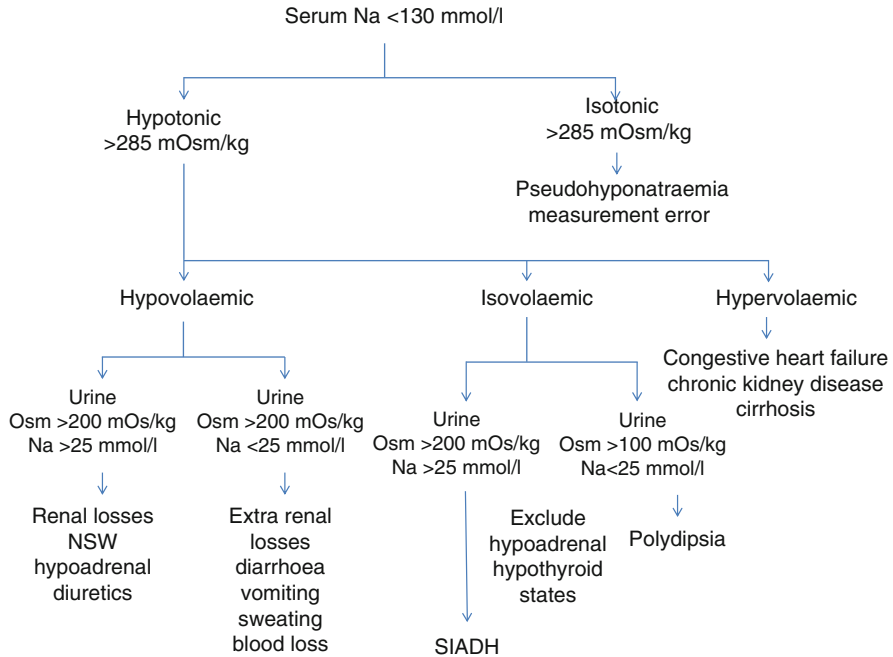 Serum Na <130 mmol/l
Hypotonic
>285 mOsm/kg
Isotonic
>285 mOsm/kg
Pseudohyponatraemia
measurement error
Hypovolaemic
Isovolaemic
Hypervolaemic
Congestive heart failure
chronic kidney disease
cirrhosis
Urine
Osm >200 mOs/kg
Na >25 mmol/l
Urine
Osm >200 mOs/kg
Na <25 mmol/l
Urine
Osm >200 mOs/kg
Na >25 mmol/l
Urine
Osm >100 mOs/kg
Na<25 mmol/l
Renal losses
NSW
hypoadrenal
diuretics
Extra renal
losses
diarrhoea
vomiting
sweating
blood loss
Exclude
hypoadrenal
hypothyroid
states
Polydipsia
SIADH